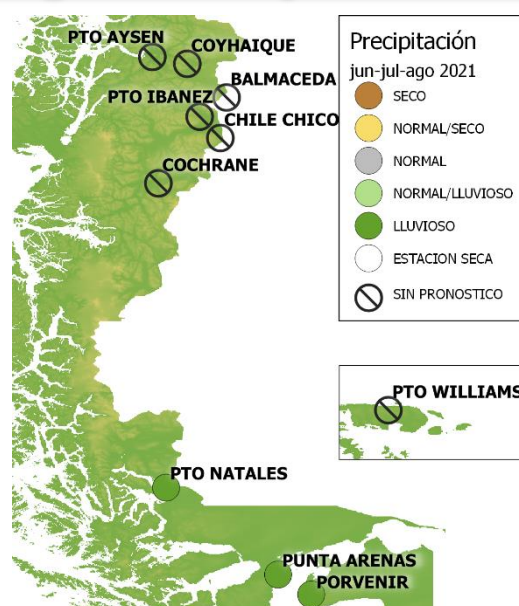 PTO AYSEN
COYHAIQUE
BALMACEDA
PTO IBANEZ
CHILE CHICO
COCHRANE
PTO NATALES
PUNTA ARENAS
PORVENIR
Precipitación
jun-jul-ago 2021
SECO
NORMAL/SECO
NORMAL
NORMAL/LLUVIOSO
LLUVIOSO
ESTACION SECA
SIN PRONOSTICO
PTO WILLIAMS